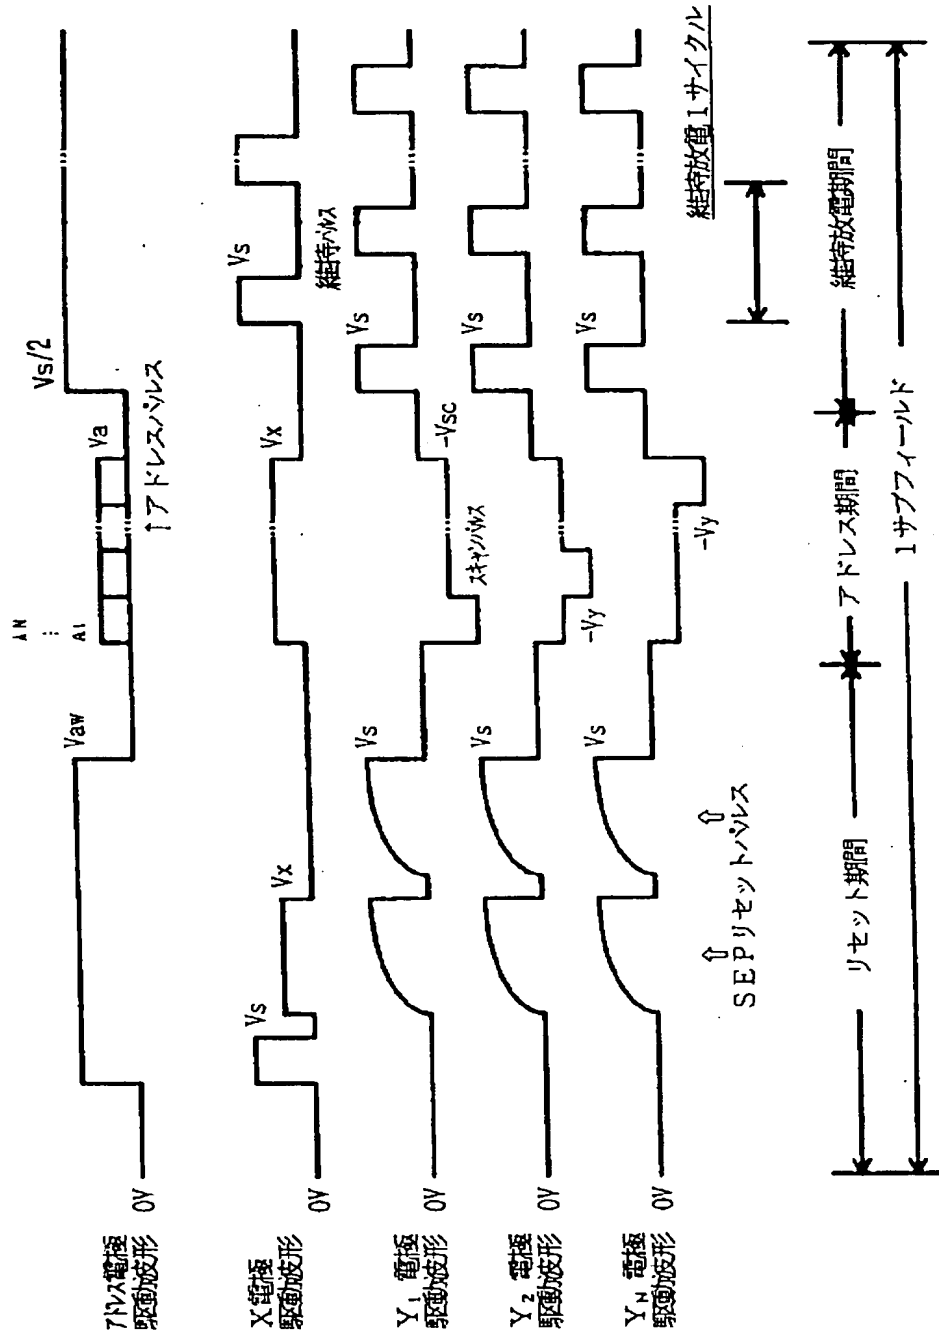 アドレス電極
駆動波形
0V
Vaw
AN
⋮
A1
Va
↑アドレスパルス
Vs/2
X電極
駆動波形
0V
Vs
Vx
Vx
Vs
維持パルス
Y1 電極
駆動波形
0V
Vs
スキャンパルス
-Vsc
Vs
Y2 電極
駆動波形
0V
Vs
-Vy
Vs
YN 電極
駆動波形
0V
Vs
-Vy
Vs
⇧ ⇧
SEPリセットパルス
維持放電1サイクル
リセット期間
アドレス期間
維持放電期間
1サブフィールド